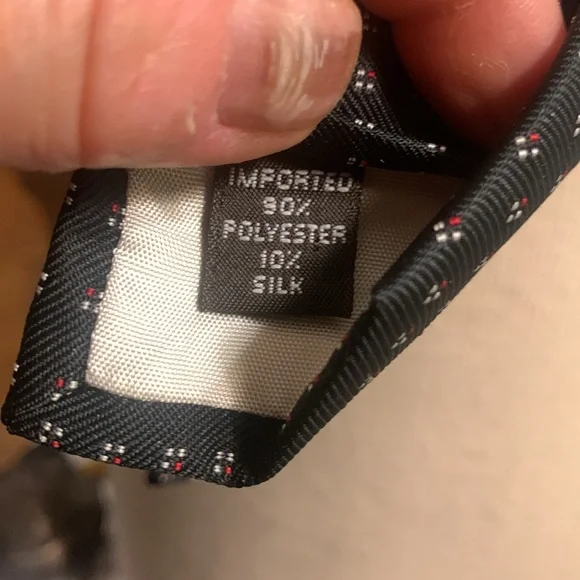 IMPORTED
90%
POLYESTER
10%
SILK